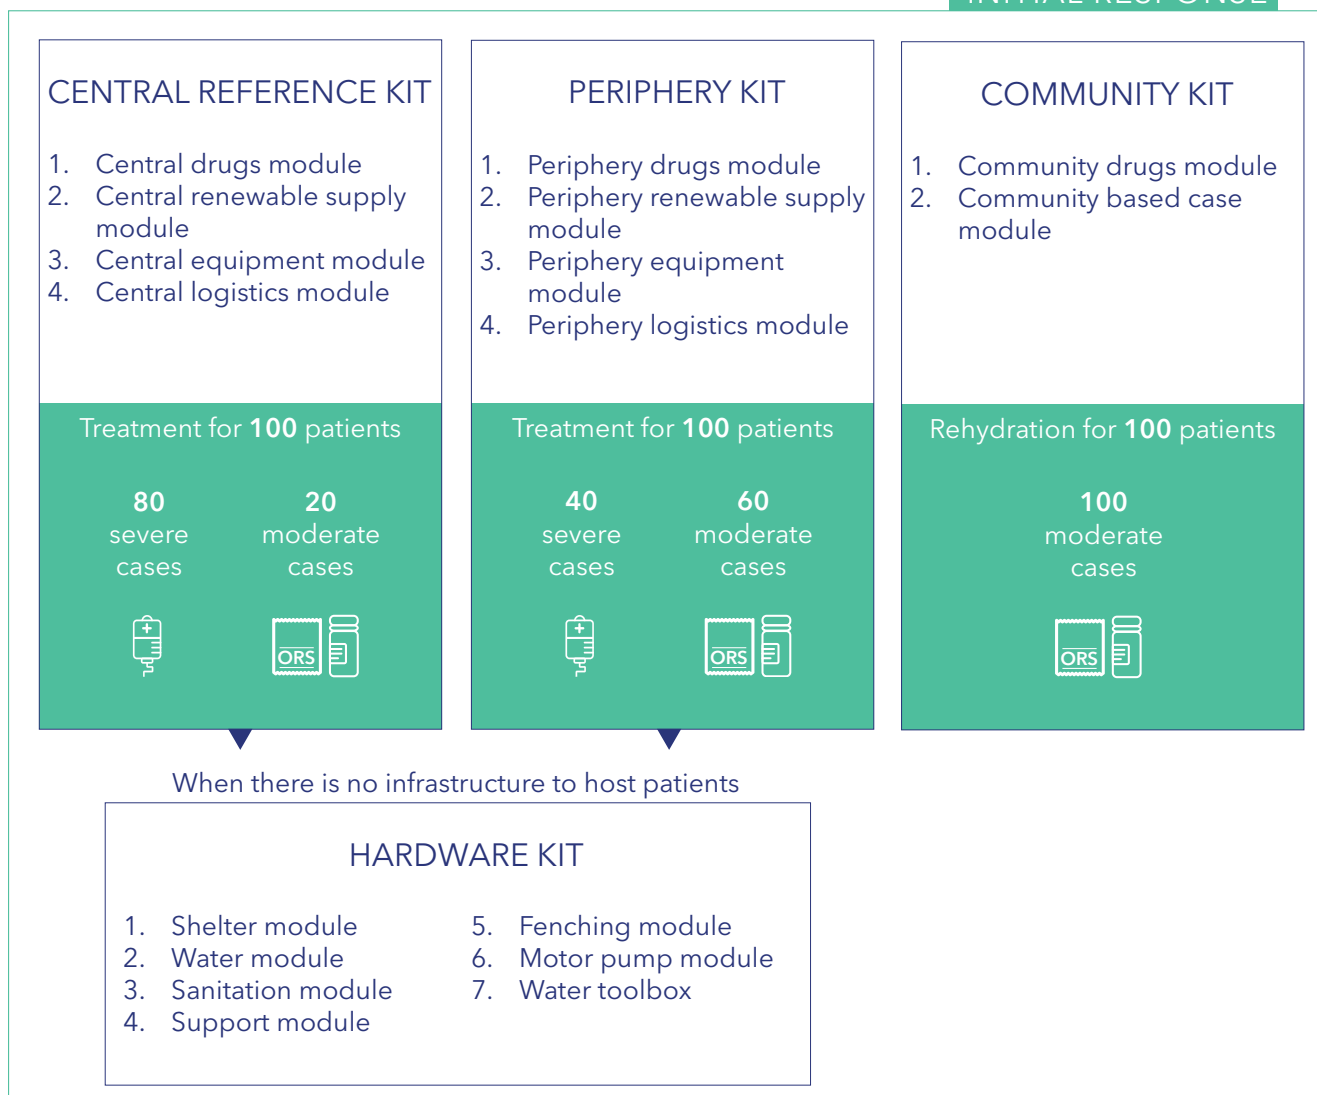 INITIAL RESPONSE
CENTRAL REFERENCE KIT
1. Central drugs module
2. Central renewable supply
module
3. Central equipment module
4. Central logistics module
Treatment for 100 patients
80
severe
cases
20
moderate
cases
ORS
PERIPHERY KIT
1. Periphery drugs module
2. Periphery renewable supply
module
3. Periphery equipment
module
4. Periphery logistics module
Treatment for 100 patients
40
severe
cases
60
moderate
cases
ORS
COMMUNITY KIT
1. Community drugs module
2. Community based case
module
Rehydration for 100 patients
100
moderate
cases
ORS
When there is no infrastructure to host patients
HARDWARE KIT
1. Shelter module
2. Water module
3. Sanitation module
4. Support module
5. Fenching module
6. Motor pump module
7. Water toolbox